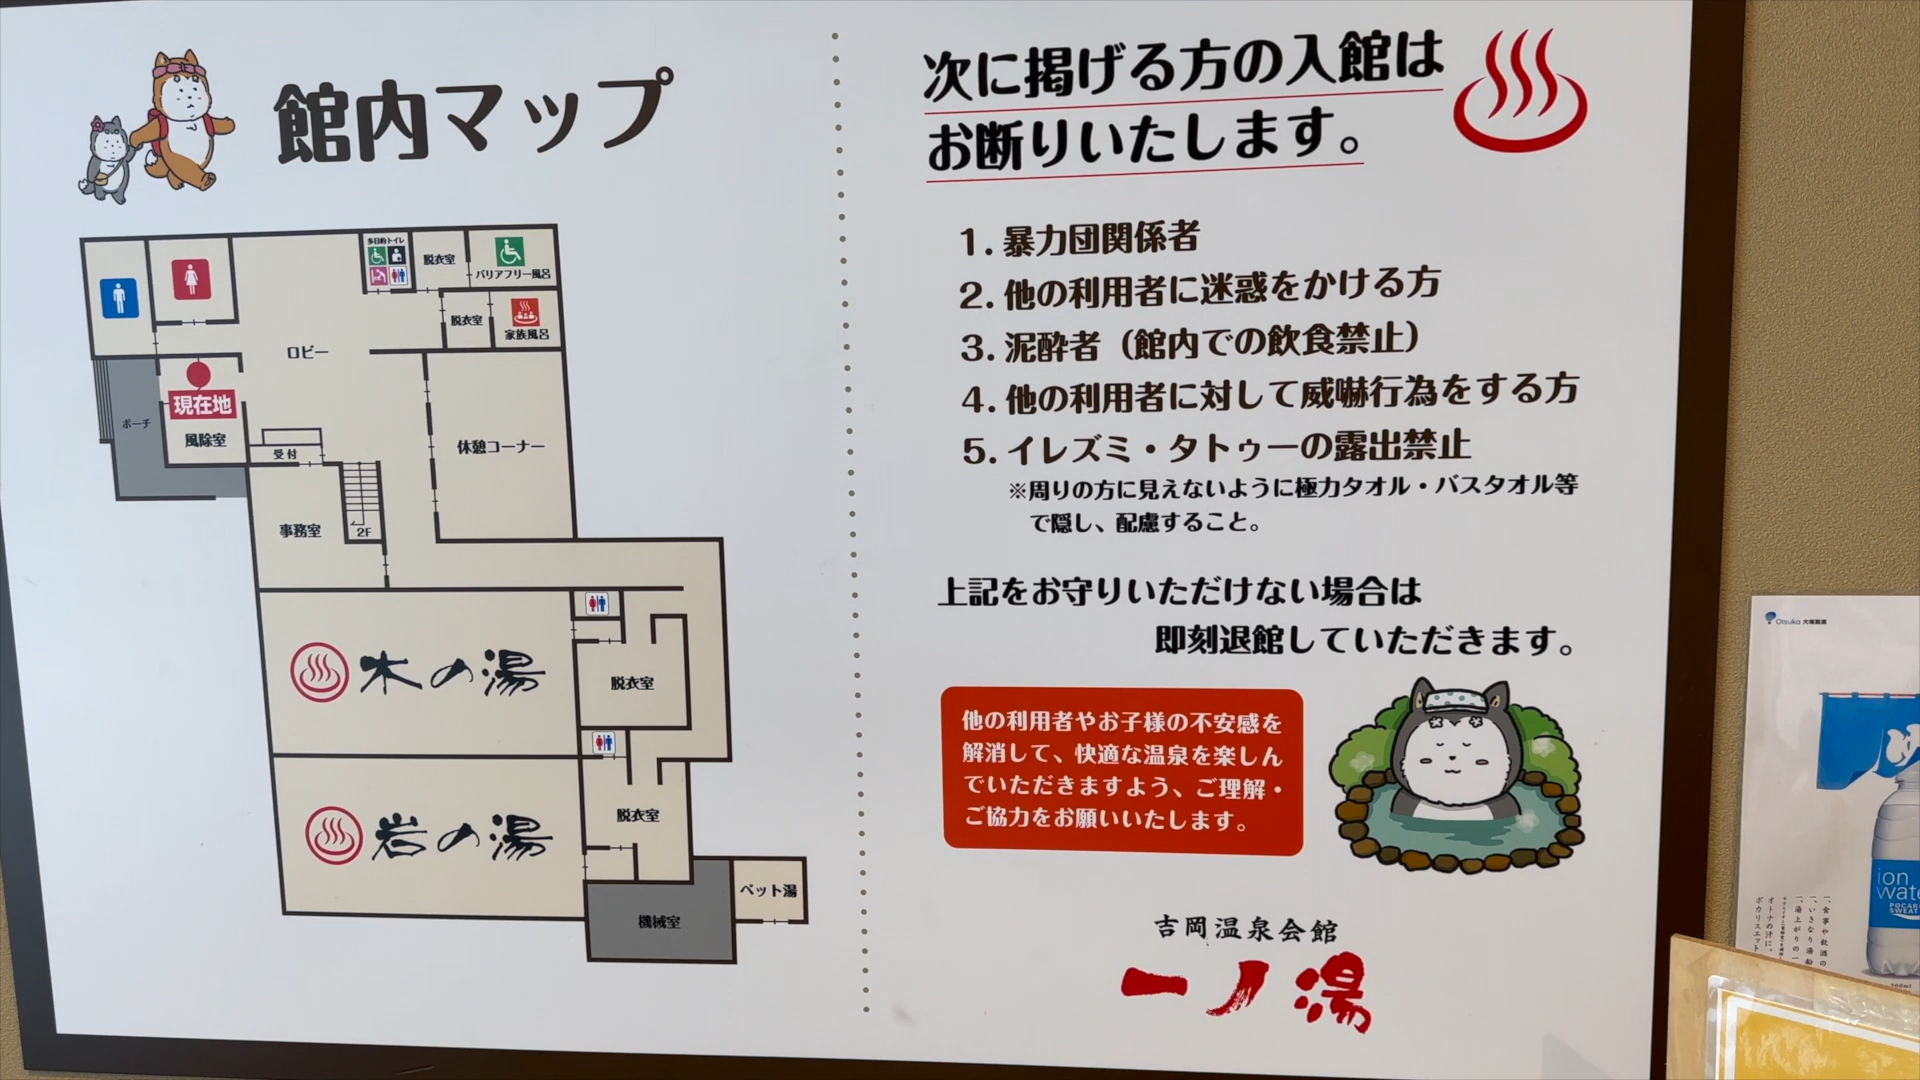 館内マップ
多目的トイレ
脱衣室
バリアフリー風呂
脱衣室
家族風呂
ロビー
現在地
ポーチ
風除室
受付
休憩コーナー
事務室
2F
木の湯
脱衣室
岩の湯
脱衣室
機械室
ペット湯
次に掲げる方の入館は
お断りいたします。
1. 暴力団関係者
2. 他の利用者に迷惑をかける方
3. 泥酔者（館内での飲食禁止）
4. 他の利用者に対して威嚇行為をする方
5. イレズミ・タトゥーの露出禁止
※周りの方に見えないように極力タオル・バスタオル等
で隠し、配慮すること。
上記をお守りいただけない場合は
即刻退館していただきます。
他の利用者やお子様の不安感を
解消して、快適な温泉を楽しん
でいただきますよう、ご理解・
ご協力をお願いいたします。
吉岡温泉会館
一ノ湯
Otsuka 大塚製薬
ion
wate
POCAR
SWEAT